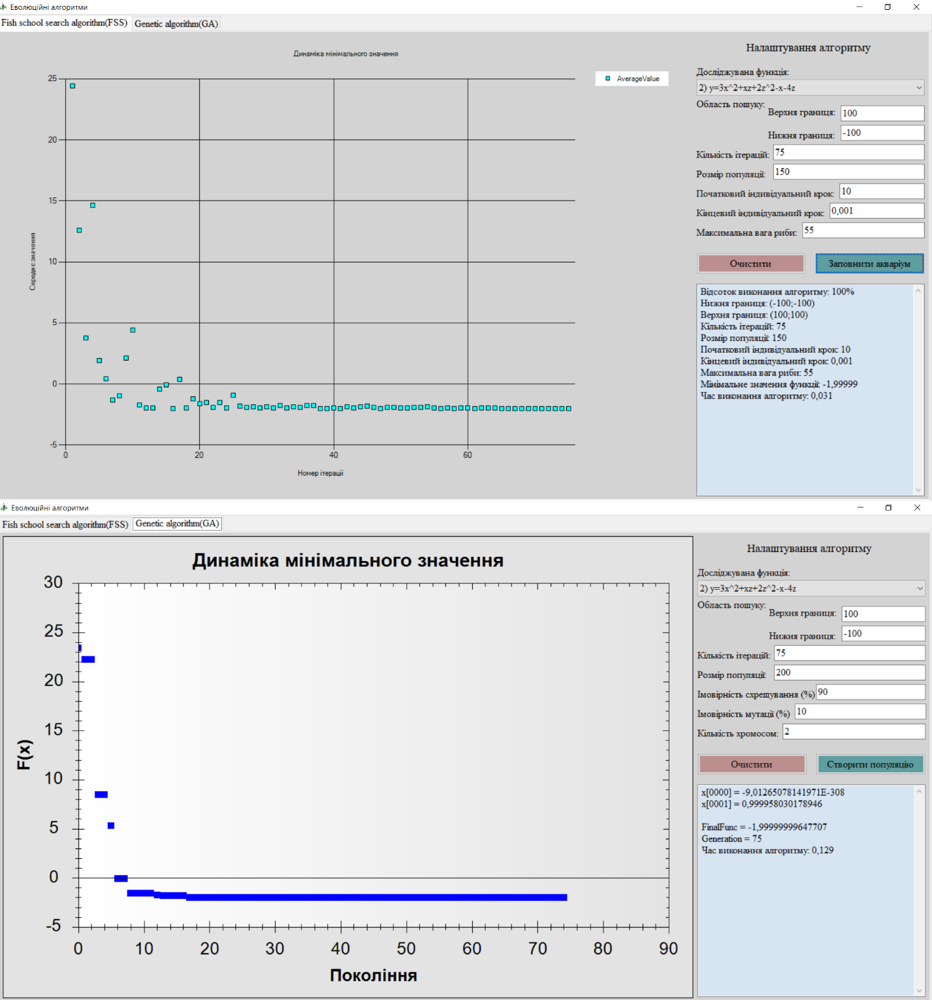 Еволюційні алгоритми
Fish school search algorithm(FSS)
Genetic algorithm(GA)
Динаміка мінімального значення
25
20
15
10
5
0
-5
0
20
40
60
Середнє значення
Номер ітерації
AverageValue
Налаштування алгоритму
Досліджувана функція:
2) y=3x^2+xz+2z^2-x-4z
Область пошуку:
Верхня границя: 100
Нижня границя: -100
Кількість ітерацій: 75
Розмір популяції: 150
Початковий індивідуальний крок: 10
Кінцевий індивідуальний крок: 0,001
Максимальна вага риби: 55
Очистити
Заповнити акваріум
Відсоток виконання алгоритму: 100%
Нижня границя: (-100;-100)
Верхня границя: (100;100)
Кількість ітерацій: 75
Розмір популяції: 150
Початковий індивідуальний крок: 10
Кінцевий індивідуальний крок: 0,001
Максимальна вага риби: 55
Мінімальне значення функції: -1,99999
Час виконання алгоритму: 0,031
Еволюційні алгоритми
Fish school search algorithm(FSS)
Genetic algorithm(GA)
Динаміка мінімального значення
30
25
20
15
10
5
0
-5
0
10
20
30
40
50
60
70
80
90
F(x)
Покоління
Налаштування алгоритму
Досліджувана функція:
2) y=3x^2+xz+2z^2-x-4z
Область пошуку:
Верхня границя: 100
Нижня границя: -100
Кількість ітерацій: 75
Розмір популяції: 200
Імовірність схрещування (%) 90
Імовірність мутації (%) 10
Кількість хромосом: 2
Очистити
Створити популяцію
x[0000] = -9,01265078141971E-308
x[0001] = 0,999958030178946
FinalFunc = -1,99999999647707
Generation = 75
Час виконання алгоритму: 0,129